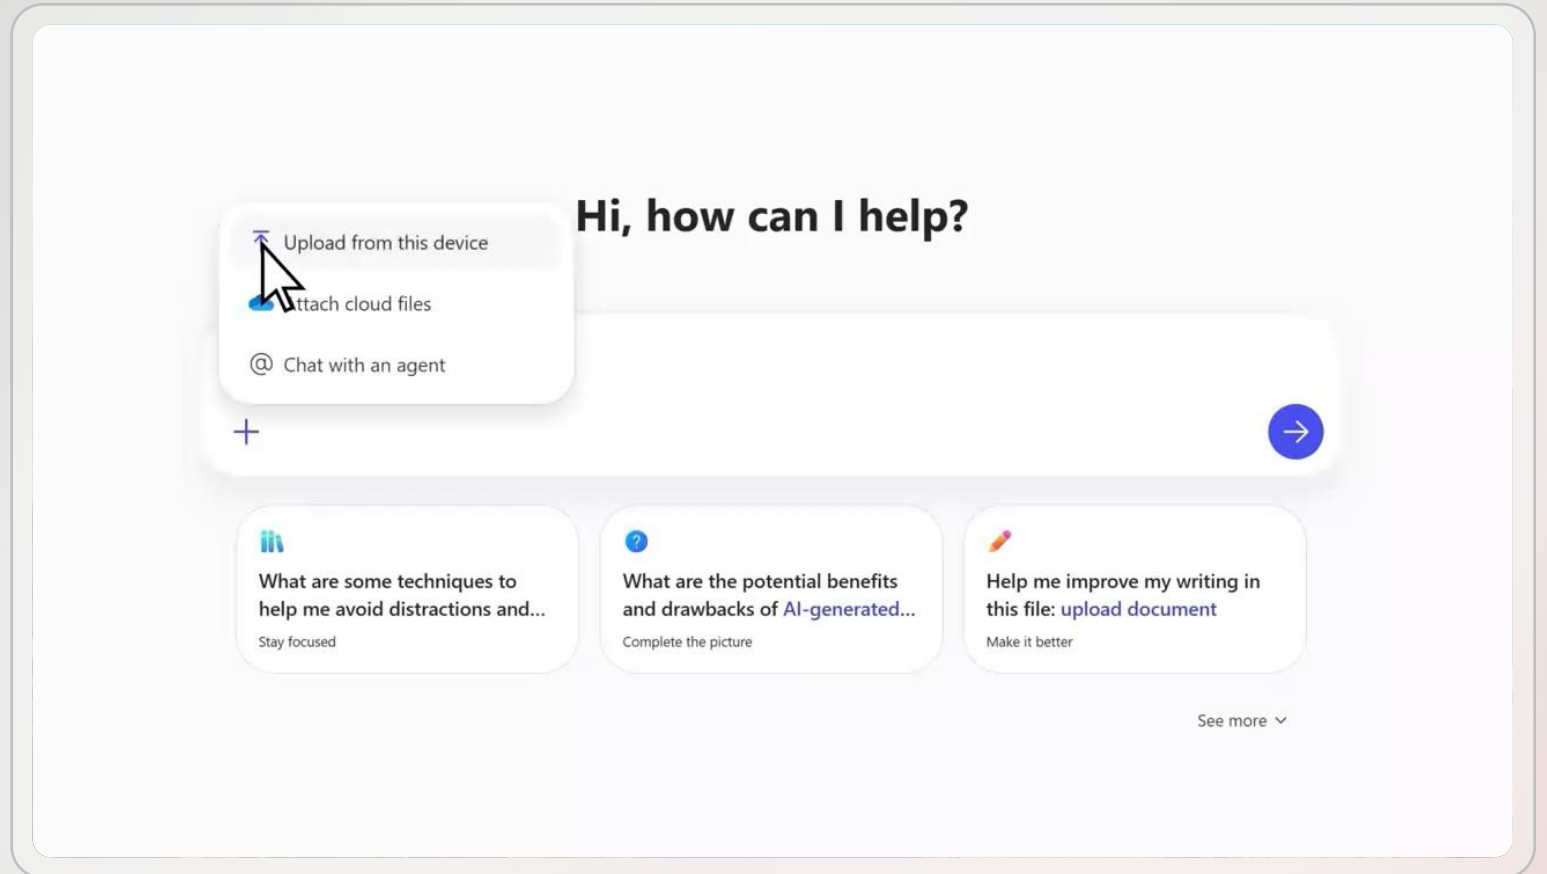 Hi, how can I help?
Upload from this device
ttach cloud files
@ Chat with an agent
What are some techniques to
help me avoid distractions and...
Stay focused
What are the potential benefits
and drawbacks of AI-generated...
Complete the picture
Help me improve my writing in
this file: upload document
Make it better
See more